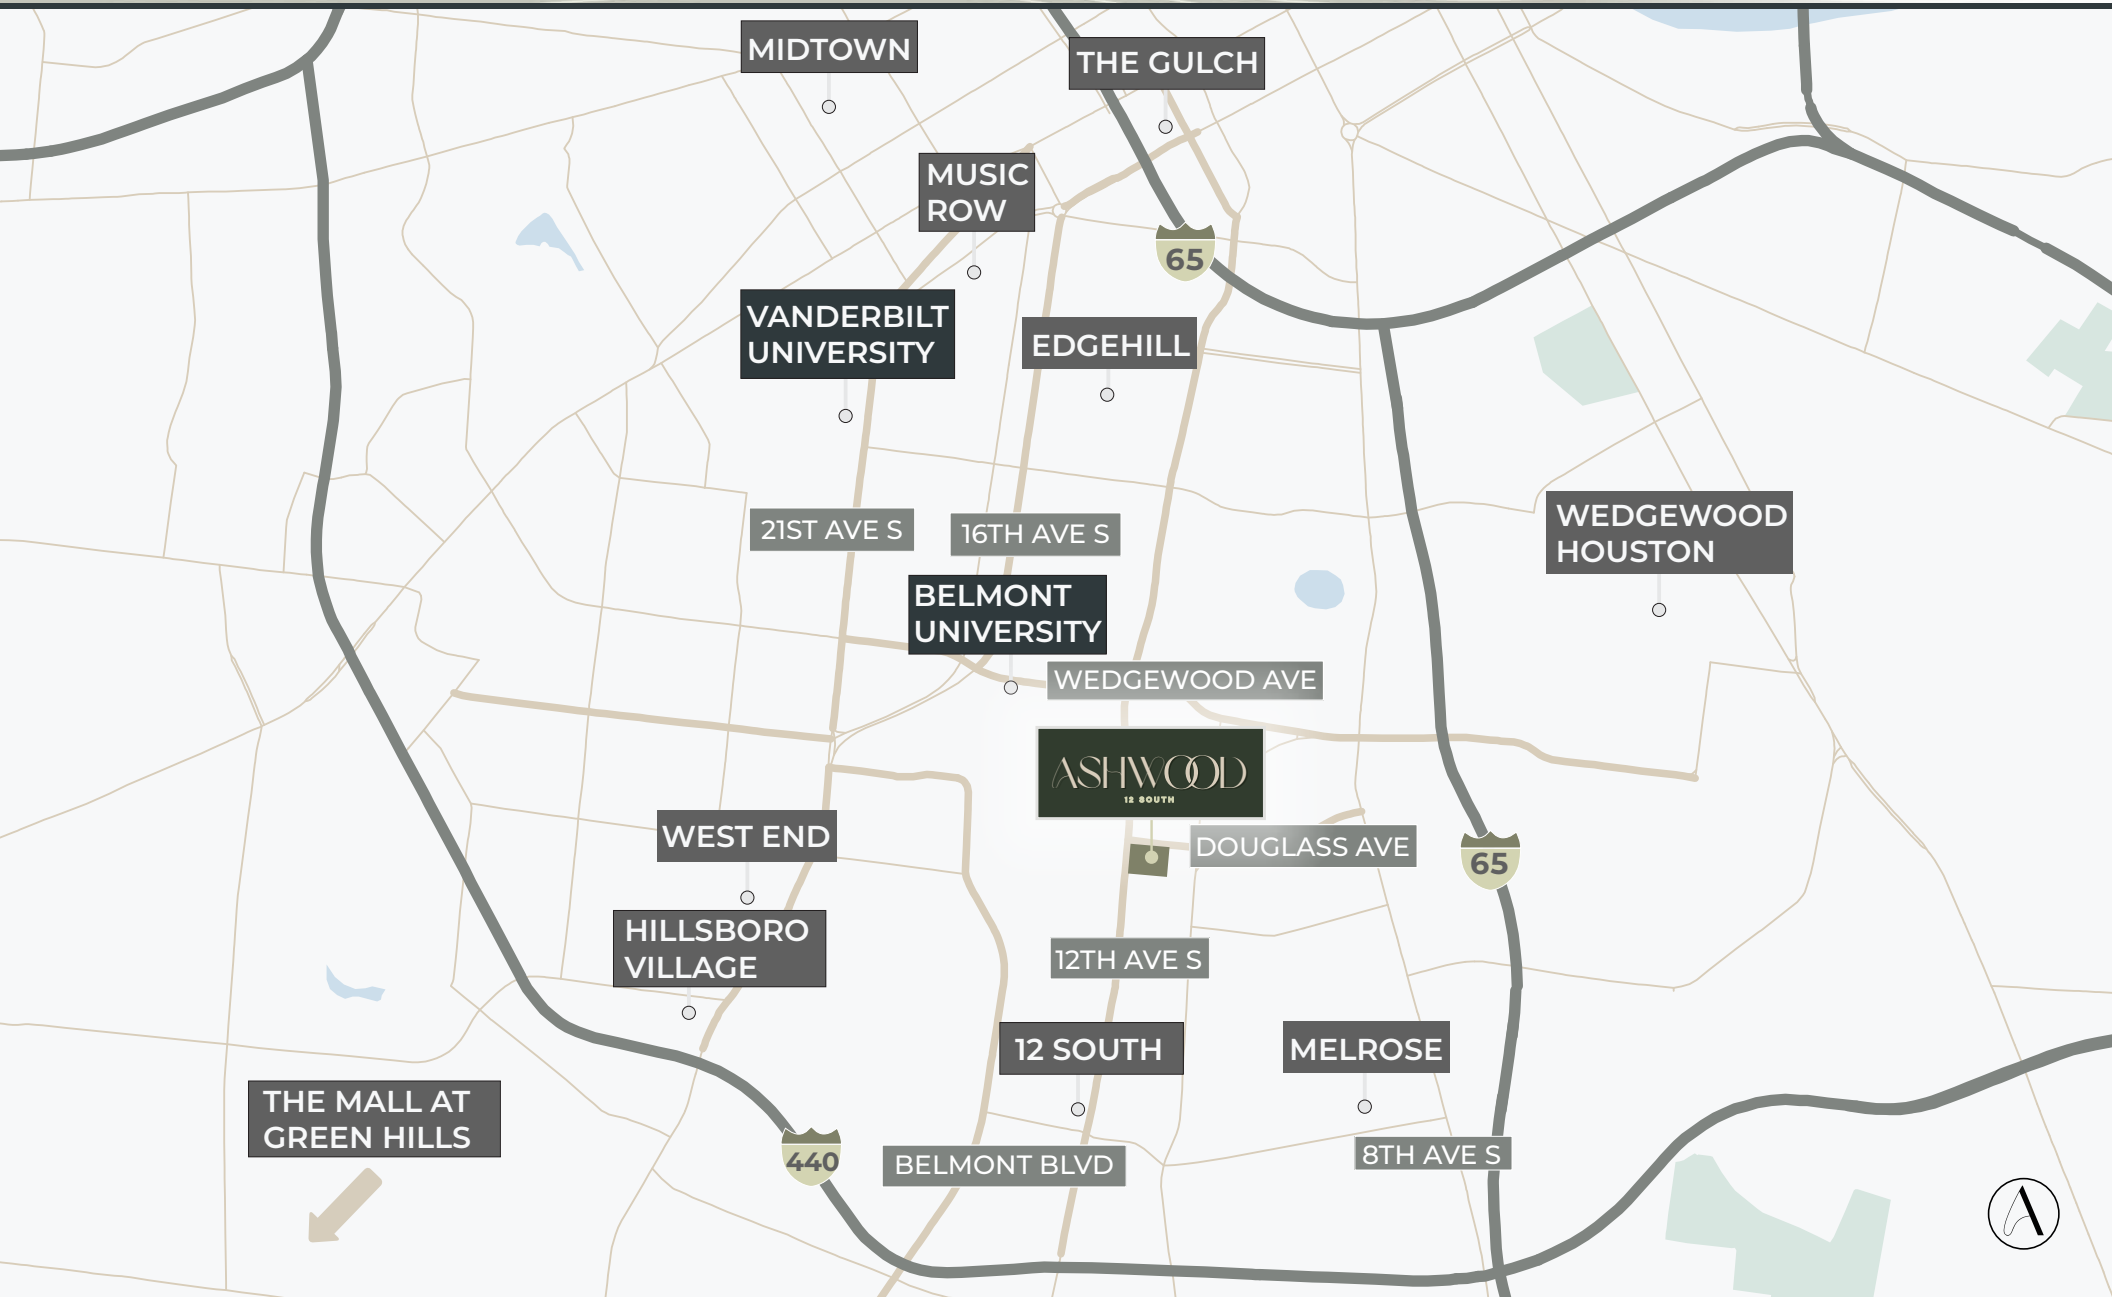 MIDTOWN
THE GULCH
MUSIC
ROW
65
VANDERBILT
UNIVERSITY
EDGEHILL
21ST AVE S
16TH AVE S
WEDGEWOOD
HOUSTON
BELMONT
UNIVERSITY
WEDGEWOOD AVE
ASHWOOD
12 SOUTH
WEST END
DOUGLASS AVE
65
HILLSBORO
VILLAGE
12TH AVE S
12 SOUTH
MELROSE
THE MALL AT
GREEN HILLS
440
BELMONT BLVD
8TH AVE S
A